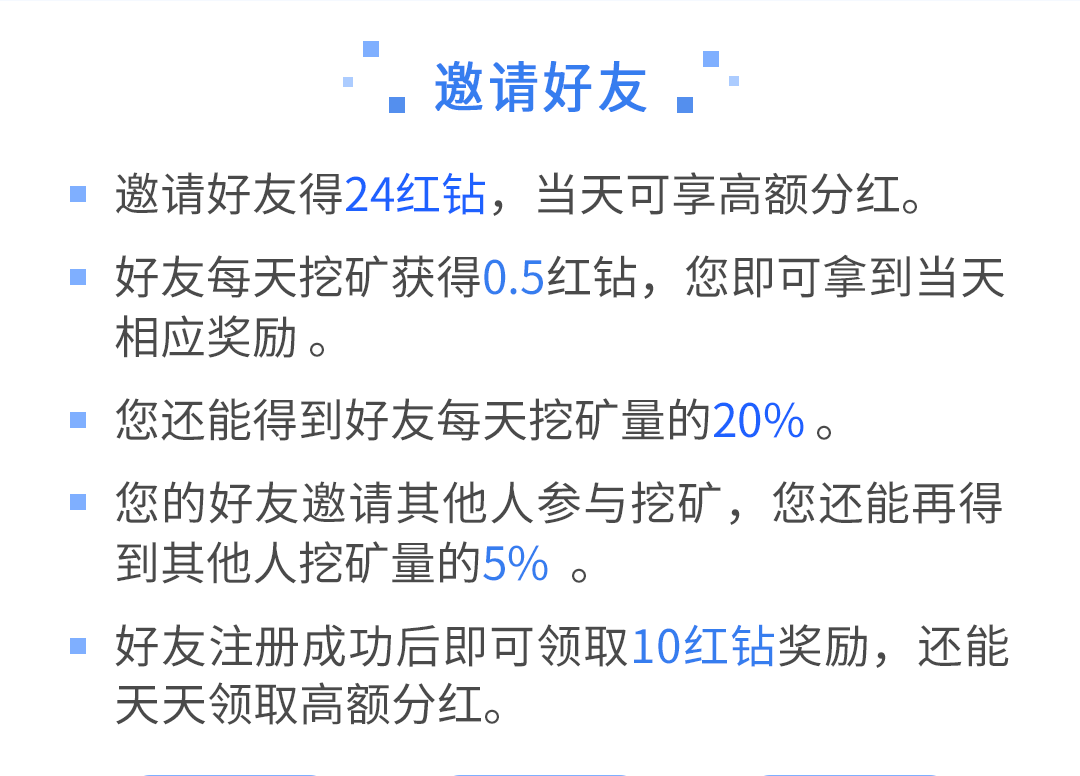 邀请好友
邀请好友得24红钻，当天可享高额分红。
好友每天挖矿获得0.5红钻，您即可拿到当天
相应奖励 。
您还能得到好友每天挖矿量的20% 。
您的好友邀请其他人参与挖矿，您还能再得
到其他人挖矿量的5% 。
好友注册成功后即可领取10红钻奖励，还能
天天领取高额分红。